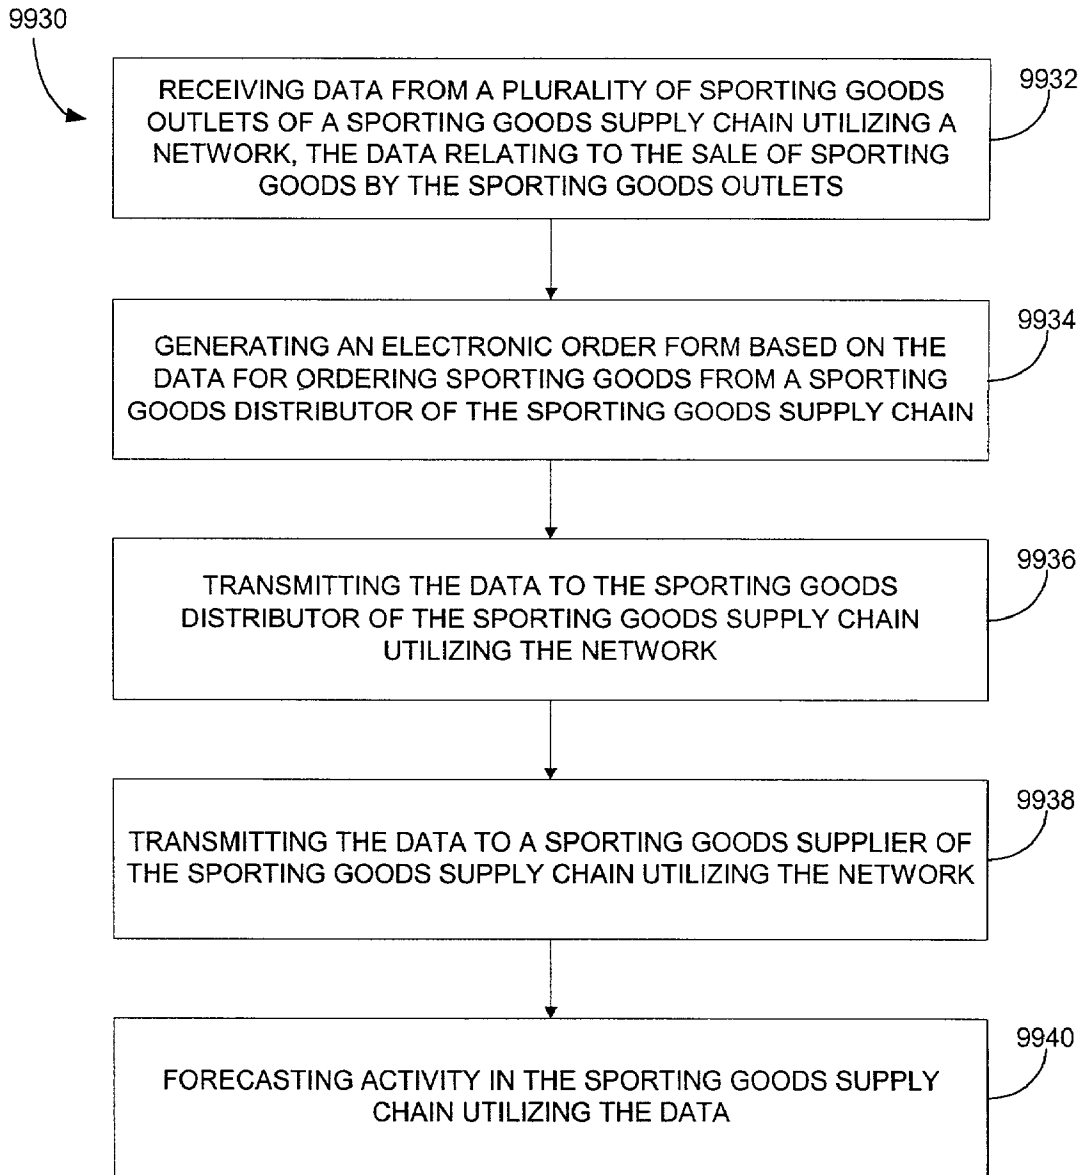 9930
9932
RECEIVING DATA FROM A PLURALITY OF SPORTING GOODS
OUTLETS OF A SPORTING GOODS SUPPLY CHAIN UTILIZING A
NETWORK, THE DATA RELATING TO THE SALE OF SPORTING
GOODS BY THE SPORTING GOODS OUTLETS
9934
GENERATING AN ELECTRONIC ORDER FORM BASED ON THE
DATA FOR ORDERING SPORTING GOODS FROM A SPORTING
GOODS DISTRIBUTOR OF THE SPORTING GOODS SUPPLY CHAIN
9936
TRANSMITTING THE DATA TO THE SPORTING GOODS
DISTRIBUTOR OF THE SPORTING GOODS SUPPLY CHAIN
UTILIZING THE NETWORK
9938
TRANSMITTING THE DATA TO A SPORTING GOODS SUPPLIER OF
THE SPORTING GOODS SUPPLY CHAIN UTILIZING THE NETWORK
9940
FORECASTING ACTIVITY IN THE SPORTING GOODS SUPPLY
CHAIN UTILIZING THE DATA